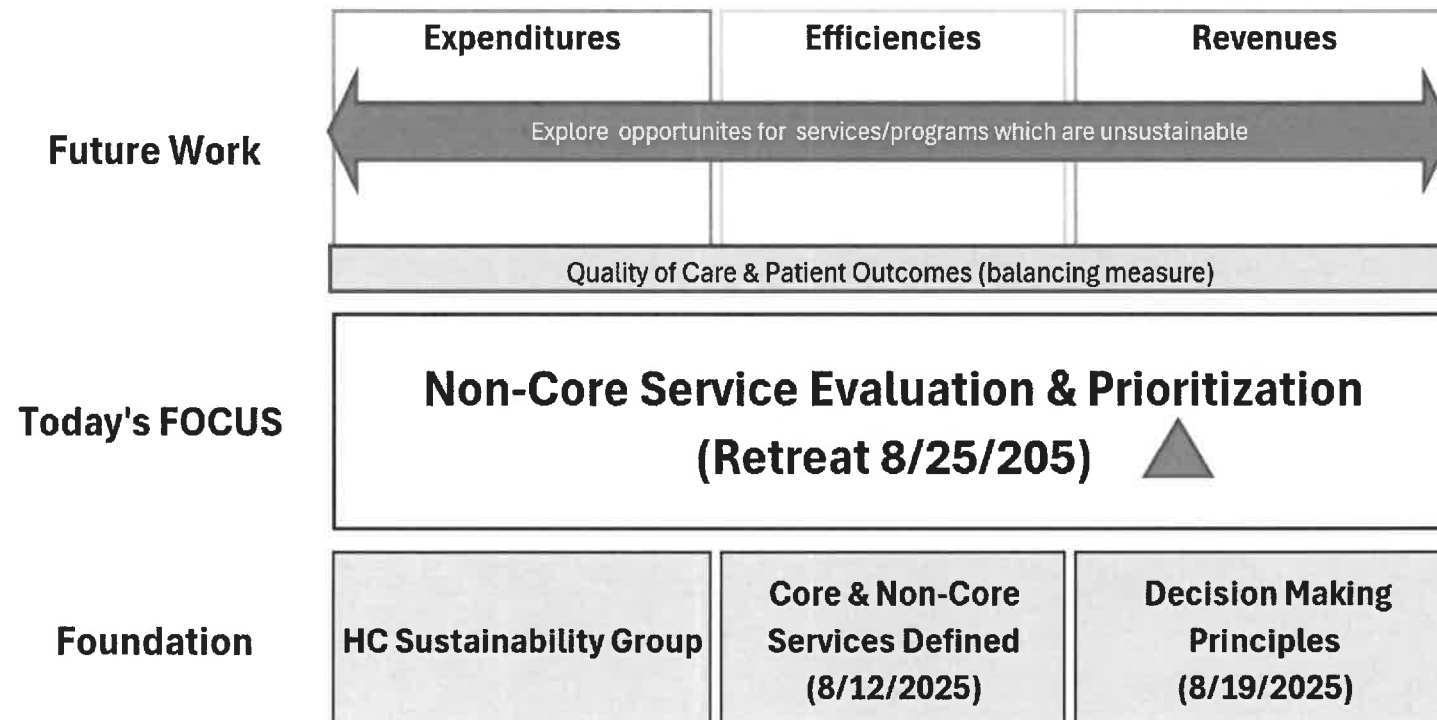 Expenditures
Efficiencies
Revenues
Future Work
Explore opportunites for services/programs which are unsustainable
Quality of Care & Patient Outcomes (balancing measure)
Today's FOCUS
Non-Core Service Evaluation & Prioritization
(Retreat 8/25/205)
Foundation
HC Sustainability Group
Core & Non-Core
Services Defined
(8/12/2025)
Decision Making
Principles
(8/19/2025)